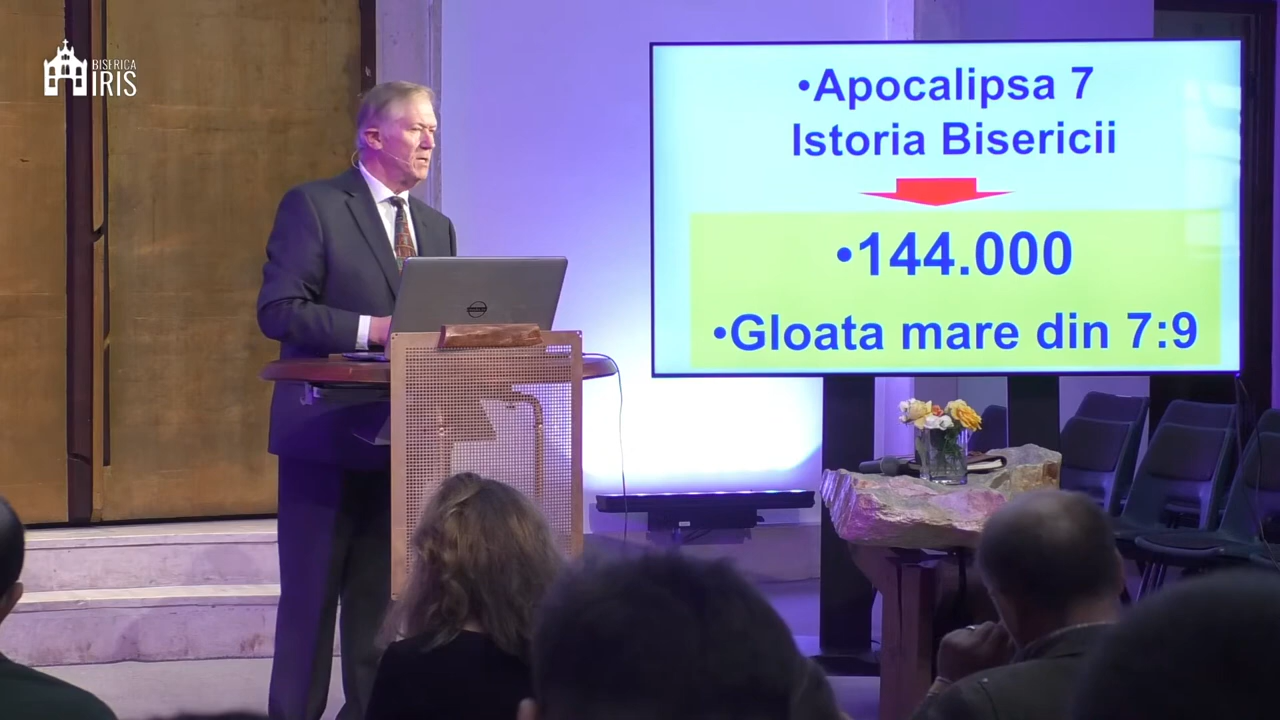 BISERICA
IRIS
•Apocalipsa 7
Istoria Bisericii
•144.000
•Gloata mare din 7:9